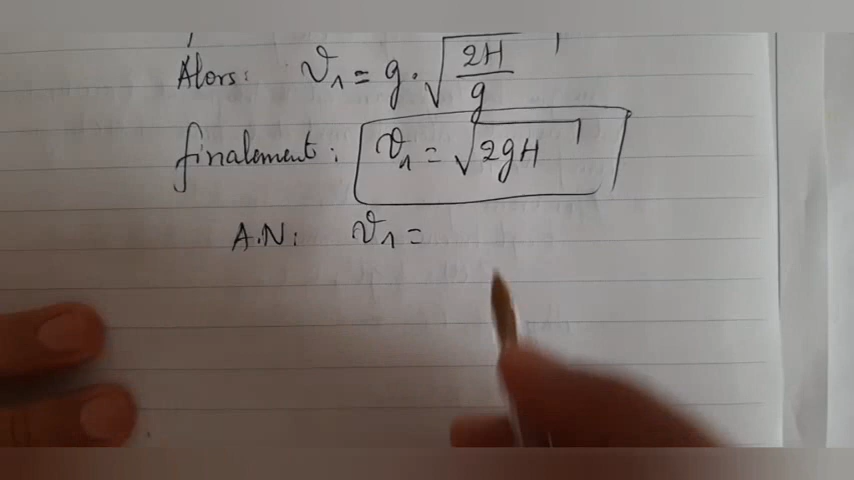 Alors: v₁ = g·√(2H/g)
finalement: v₁ = √(2gH)
A.N: v₁ =